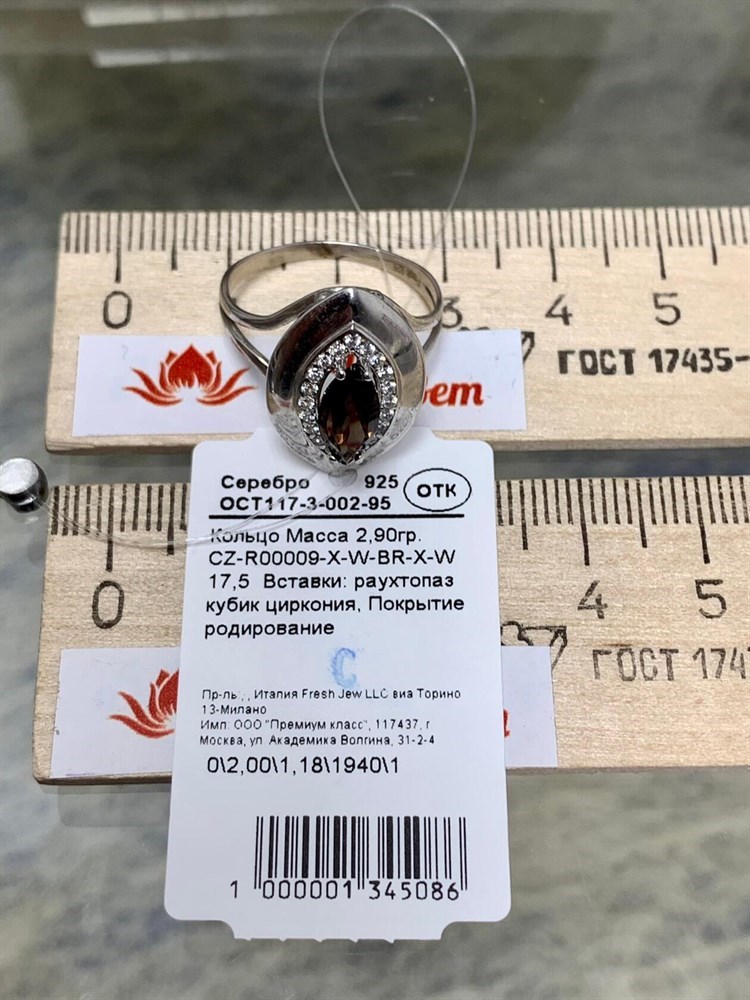 0 3 4 5
ГОСТ 17435-
ет
Серебро 925
ОСТ117-3-002-95 ОТК
Кольцо Масса 2,90гр.
CZ-R00009-X-W-BR-X-W
17,5 Вставки: раухтопаз
кубик циркония, Покрытие
родирование
С
Пр-ль: , , Италия Fresh Jew LLC виа Торино
13-Милано
Имп: ООО "Премиум класс", 117437, г
Москва, ул. Академика Волгина, 31-2-4
0\2,00\1,18\1940\1
1 000001 345086
0 4 5
ГОСТ 1743